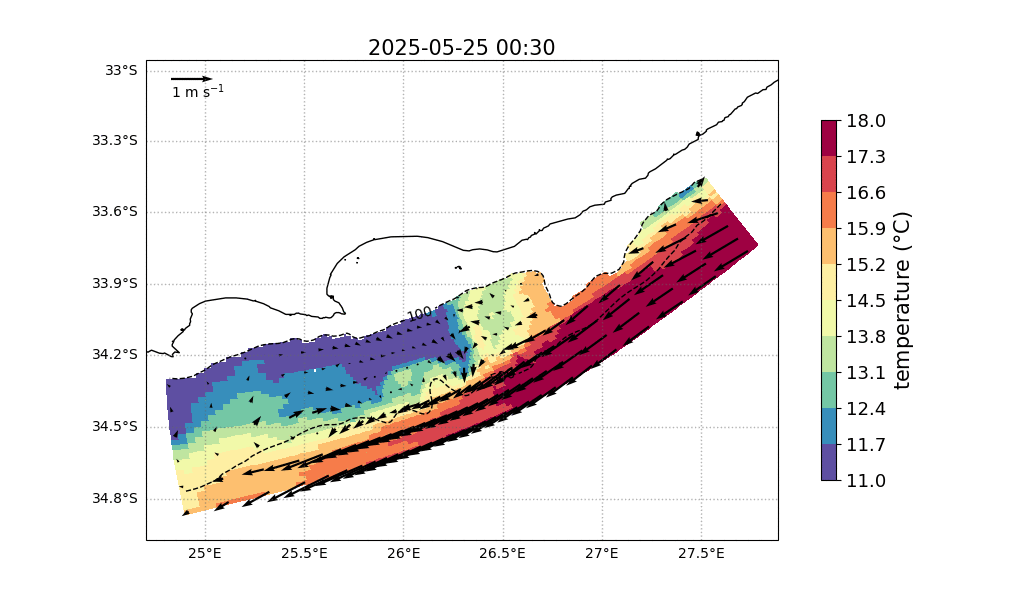 2025-05-25 00:30
33°S
33.3°S
33.6°S
33.9°S
34.2°S
34.5°S
34.8°S
1 m s⁻¹
100
25°E
25.5°E
26°E
26.5°E
27°E
27.5°E
18.0
17.3
16.6
15.9
15.2
14.5
13.8
13.1
12.4
11.7
11.0
temperature (°C)